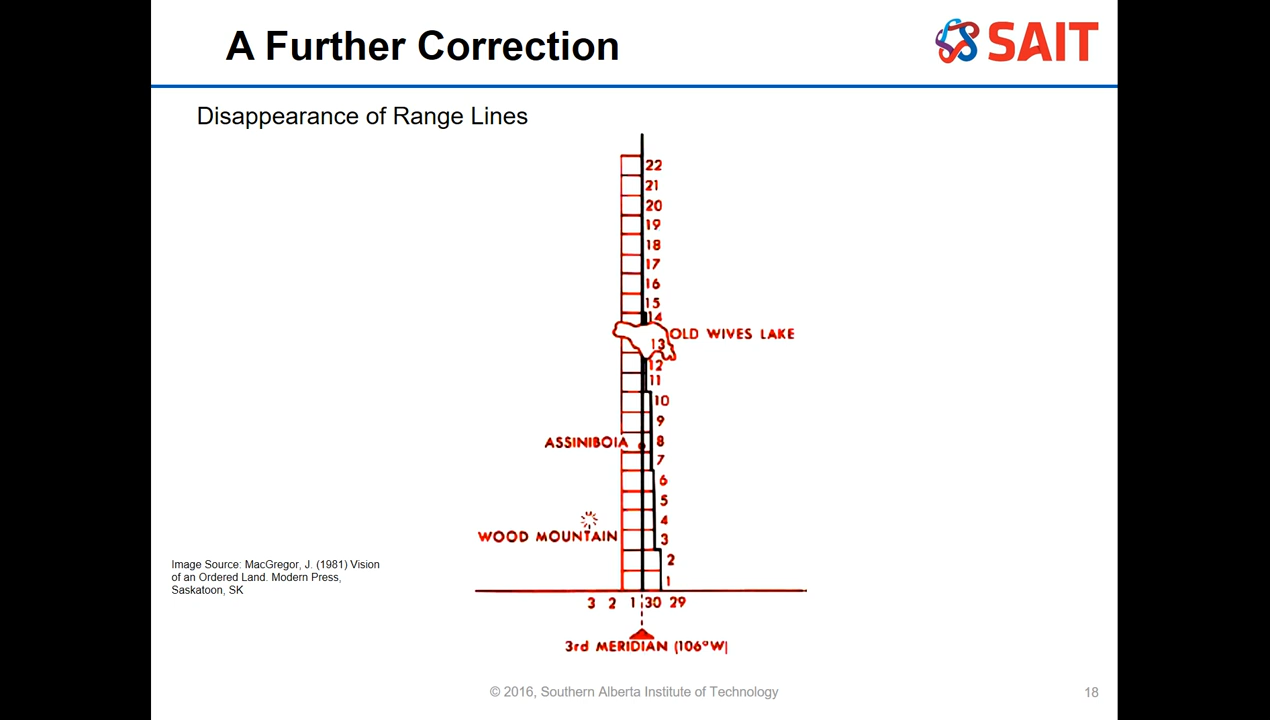 A Further Correction
SAIT
Disappearance of Range Lines
22
21
20
19
18
17
16
15
14
OLD WIVES LAKE
13
12
11
10
9
ASSINIBOIA 8
7
6
5
4
WOOD MOUNTAIN 3
2
1
3 2 1 30 29
3rd MERIDIAN (106°W)
Image Source: MacGregor, J. (1981) Vision
of an Ordered Land. Modern Press,
Saskatoon, SK
© 2016, Southern Alberta Institute of Technology
18